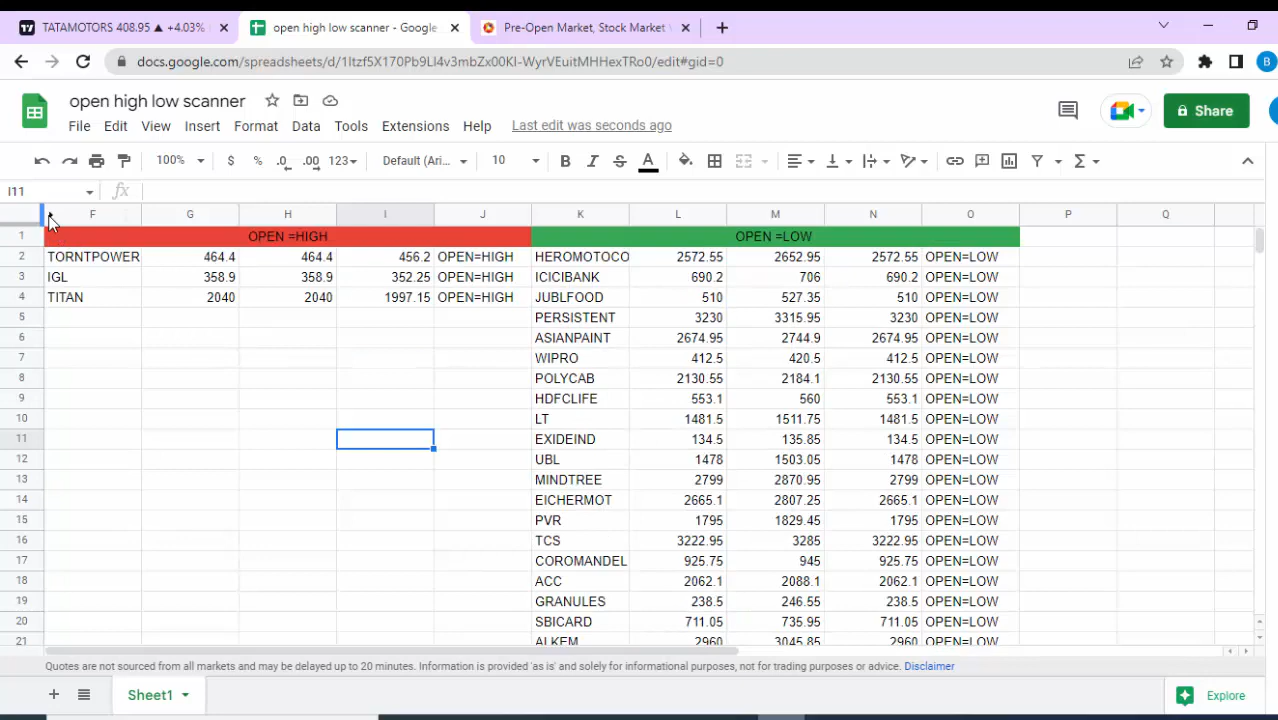 TATAMOTORS 408.95 ▲ +4.03% open high low scanner - Google Pre-Open Market, Stock Market
docs.google.com/spreadsheets/d/1Itzf5X170Pb9Ll4v3mbZx00KI-WyrVEuitMHHexTRo0/edit#gid=0 B
open high low scanner
File Edit View Insert Format Data Tools Extensions Help Last edit was seconds ago Share
100% $ % .0 .00 123 Default (Ari... 10 B I S A Σ
I11 fx
F G H I J K L M N O P Q
1 OPEN =HIGH OPEN =LOW
2 TORNTPOWER 464.4 464.4 456.2 OPEN=HIGH HEROMOTOCO 2572.55 2652.95 2572.55 OPEN=LOW
3 IGL 358.9 358.9 352.25 OPEN=HIGH ICICIBANK 690.2 706 690.2 OPEN=LOW
4 TITAN 2040 2040 1997.15 OPEN=HIGH JUBLFOOD 510 527.35 510 OPEN=LOW
5 PERSISTENT 3230 3315.95 3230 OPEN=LOW
6 ASIANPAINT 2674.95 2744.9 2674.95 OPEN=LOW
7 WIPRO 412.5 420.5 412.5 OPEN=LOW
8 POLYCAB 2130.55 2184.1 2130.55 OPEN=LOW
9 HDFCLIFE 553.1 560 553.1 OPEN=LOW
10 LT 1481.5 1511.75 1481.5 OPEN=LOW
11 EXIDEIND 134.5 135.85 134.5 OPEN=LOW
12 UBL 1478 1503.05 1478 OPEN=LOW
13 MINDTREE 2799 2870.95 2799 OPEN=LOW
14 EICHERMOT 2665.1 2807.25 2665.1 OPEN=LOW
15 PVR 1795 1829.45 1795 OPEN=LOW
16 TCS 3222.95 3285 3222.95 OPEN=LOW
17 COROMANDEL 925.75 945 925.75 OPEN=LOW
18 ACC 2062.1 2088.1 2062.1 OPEN=LOW
19 GRANULES 238.5 246.55 238.5 OPEN=LOW
20 SBICARD 711.05 735.95 711.05 OPEN=LOW
21 ALKEM 2960 3045.85 2960 OPEN=LOW
Quotes are not sourced from all markets and may be delayed up to 20 minutes. Information is provided 'as is' and solely for informational purposes, not for trading purposes or advice. Disclaimer
Sheet1 Explore